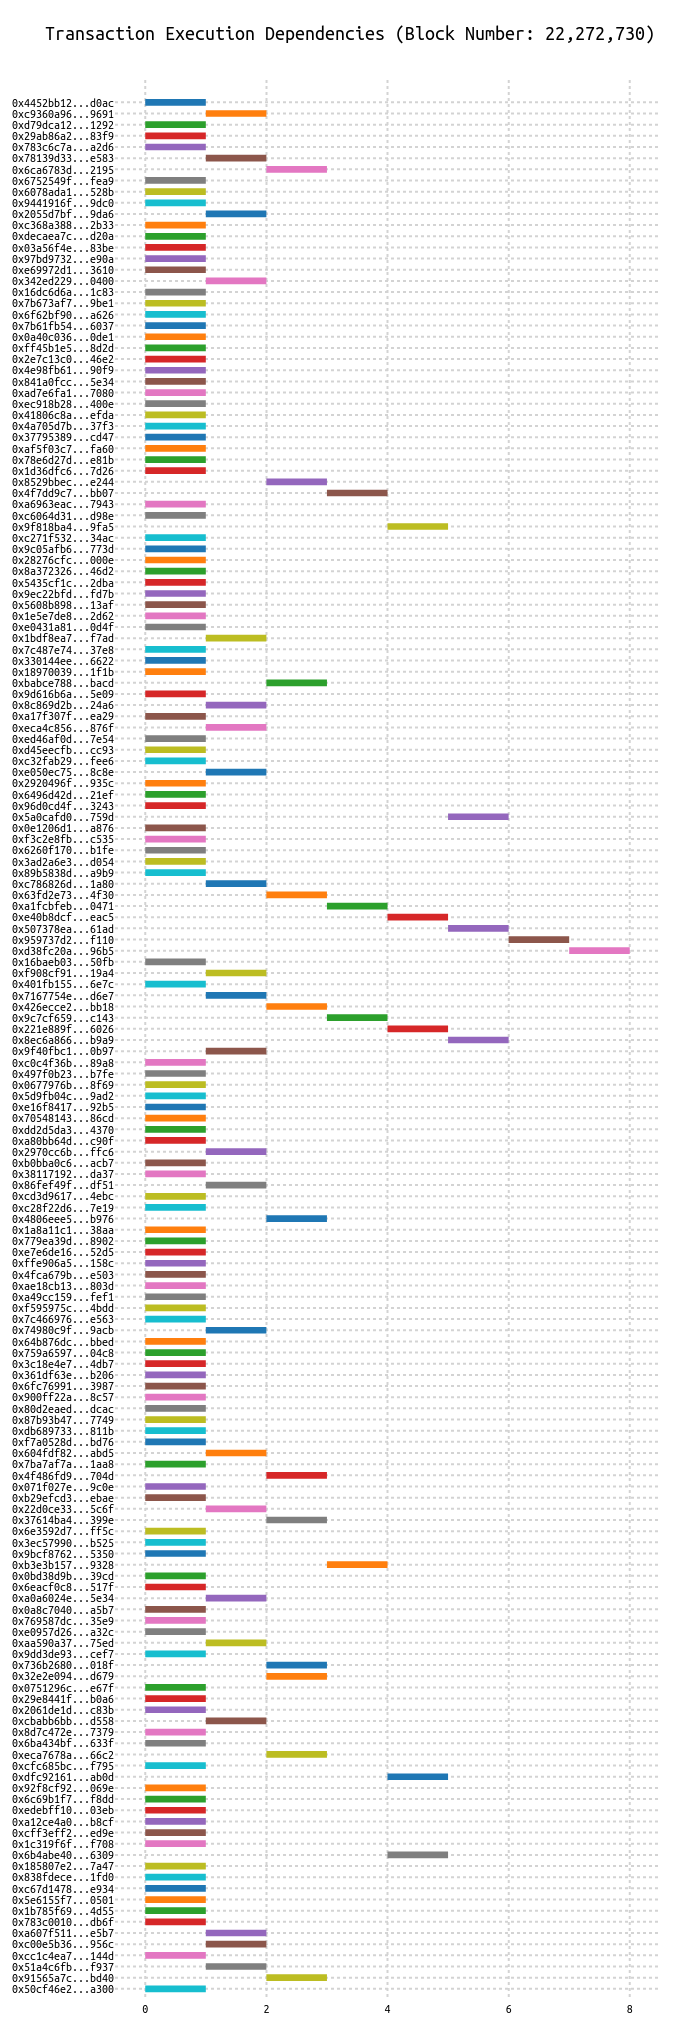 Transaction Execution Dependencies (Block Number: 22,272,730)
0x4452bb12...d0ac
0xc9360a96...9691
0xd79dca12...1292
0x29ab86a2...83f9
0x783c6c7a...a2d6
0x78139d33...e583
0x6ca6783d...2195
0x6752549f...fea9
0x6078ada1...528b
0x9441916f...9dc0
0x2055d7bf...9da6
0xc368a388...2b33
0xdecaea7c...d20a
0x03a56f4e...83be
0x97bd9732...e90a
0xe69972d1...3610
0x342ed229...0400
0x16dc6d6a...1c83
0x7b673af7...9be1
0x6f62bf90...a626
0x7b61fb54...6037
0x0a40c036...0de1
0xff45b1e5...8d2d
0x2e7c13c0...46e2
0x4e98fb61...90f9
0x841a0fcc...5e34
0xad7e6fa1...7080
0xec918b28...400e
0x41806c8a...efda
0x4a705d7b...37f3
0x37795389...cd47
0xaf5f03c7...fa60
0x78e6d27d...e81b
0x1d36dfc6...7d26
0x8529bbec...e244
0x4f7dd9c7...bb07
0xa6963eac...7943
0xc6064d31...d98e
0x9f818ba4...9fa5
0xc271f532...34ac
0x9c05afb6...773d
0x28276cfc...000e
0x8a372326...46d2
0x5435cf1c...2dba
0x9ec22bfd...fd7b
0x5608b898...13af
0x1e5e7de8...2d62
0xe0431a81...0d4f
0x1bdf8ea7...f7ad
0x7c487e74...37e8
0x330144ee...6622
0x18970039...1f1b
0xbabce788...bacd
0x9d616b6a...5e09
0x8c869d2b...24a6
0xa17f307f...ea29
0xeca4c856...876f
0xed46af0d...7e54
0xd45eecfb...cc93
0xc32fab29...fee6
0xe050ec75...8c8e
0x2920496f...935c
0x6496d42d...21ef
0x96d0cd4f...3243
0x5a0cafd0...759d
0x0e1206d1...a876
0xf3c2e8fb...c535
0x6260f170...b1fe
0x3ad2a6e3...d054
0x89b5838d...a9b9
0xc786826d...1a80
0x63fd2e73...4f30
0xa1fcbfeb...0471
0xe40b8dcf...eac5
0x507378ea...61ad
0x959737d2...f110
0xd38fc20a...96b5
0x16baeb03...50fb
0xf908cf91...19a4
0x401fb155...6e7c
0x7167754e...d6e7
0x426ecce2...bb18
0x9c7cf659...c143
0x221e889f...6026
0x8ec6a866...b9a9
0x9f40fbc1...0b97
0xc0c4f36b...89a8
0x497f0b23...b7fe
0x0677976b...8f69
0x5d9fb04c...9ad2
0xe16f8417...92b5
0x70548143...86cd
0xdd2d5da3...4370
0xa80bb64d...c90f
0x2970cc6b...ffc6
0xb0bba0c6...acb7
0x38117192...da37
0x86fef49f...df51
0xcd3d9617...4ebc
0xc28f22d6...7e19
0x4806eee5...b976
0x1a8a11c1...38aa
0x779ea39d...8902
0xe7e6de16...52d5
0xffe906a5...158c
0x4fca679b...e503
0xae18cb13...803d
0xa49cc159...fef1
0xf595975c...4bdd
0x7c466976...e563
0x74980c9f...9acb
0x64b876dc...bbed
0x759a6597...04c8
0x3c18e4e7...4db7
0x361df63e...b206
0x6fc76991...3987
0x900ff22a...8c57
0x80d2eaed...dcac
0x87b93b47...7749
0xdb689733...811b
0xf7a0528d...bd76
0x604fdf82...abd5
0x7ba7af7a...1aa8
0x4f486fd9...704d
0x071f027e...9c0e
0xb29efcd3...ebae
0x22d0ce33...5c6f
0x37614ba4...399e
0x6e3592d7...ff5c
0x3ec57990...b525
0x9bcf8762...5350
0xb3e3b157...9328
0x0bd38d9b...39cd
0x6eacf0c8...517f
0xa0a6024e...5e34
0x0a8c7040...a5b7
0x769587dc...35e9
0xe0957d26...a32c
0xaa590a37...75ed
0x9dd3de93...cef7
0x736b2680...018f
0x32e2e094...d679
0x0751296c...e67f
0x29e8441f...b0a6
0x2061de1d...c83b
0xcbabb6bb...d558
0x8d7c472e...7379
0x6ba434bf...633f
0xeca7678a...66c2
0xcfc685bc...f795
0xdfc92161...ab0d
0x92f8cf92...069e
0x6c69b1f7...f8dd
0xedebff10...03eb
0xa12ce4a0...b8cf
0xcff3eff2...ed9e
0x1c319f6f...f708
0x6b4abe40...6309
0x185807e2...7a47
0x838fdece...1fd0
0xc67d1478...e934
0x5e6155f7...0501
0x1b785f69...4d55
0x783c0010...db6f
0xa607f511...e5b7
0xc00e5b36...956c
0xcc1c4ea7...144d
0x51a4c6fb...f937
0x91565a7c...bd40
0x50cf46e2...a300
0 2 4 6 8